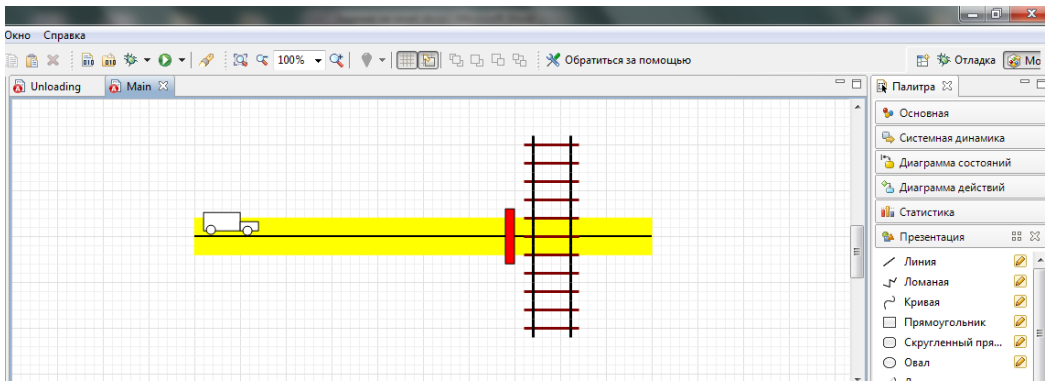 Окно Справка
100% Обратиться за помощью Отладка Мо
Unloading Main Палитра
Основная
Системная динамика
Диаграмма состояний
Диаграмма действий
Статистика
Презентация
Линия
Ломаная
Кривая
Прямоугольник
Скругленный пря...
Овал